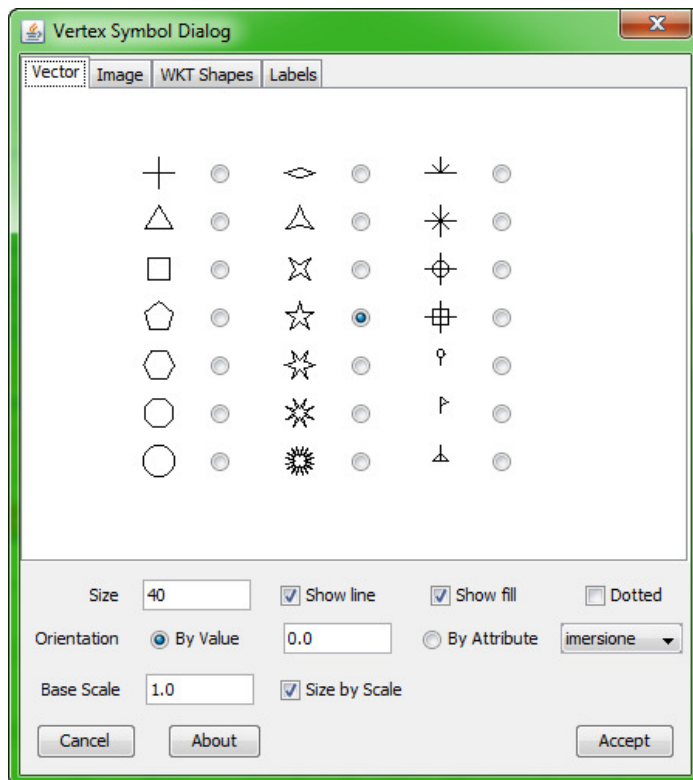 Vertex Symbol Dialog
Vector Image WKT Shapes Labels
Size 40 Show line Show fill Dotted
Orientation By Value 0.0 By Attribute imersione
Base Scale 1.0 Size by Scale
Cancel About Accept